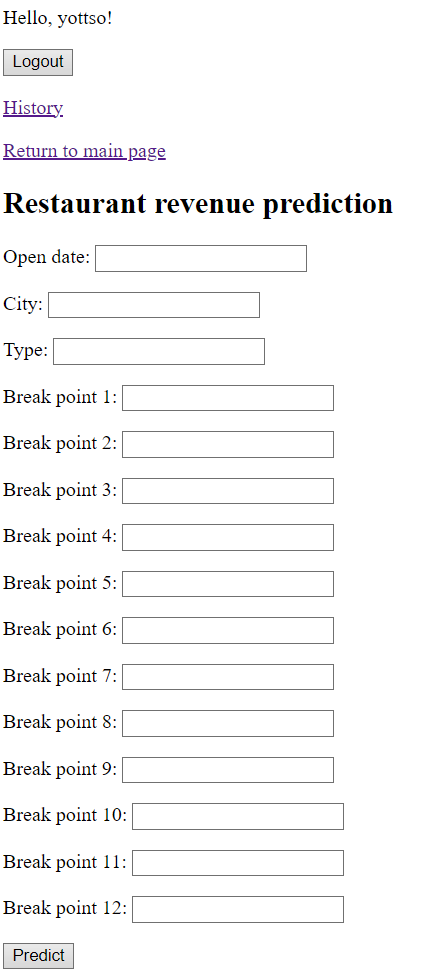 Hello, yottso!
Logout
History
Return to main page
Restaurant revenue prediction
Open date:
City:
Type:
Break point 1:
Break point 2:
Break point 3:
Break point 4:
Break point 5:
Break point 6:
Break point 7:
Break point 8:
Break point 9:
Break point 10:
Break point 11:
Break point 12:
Predict